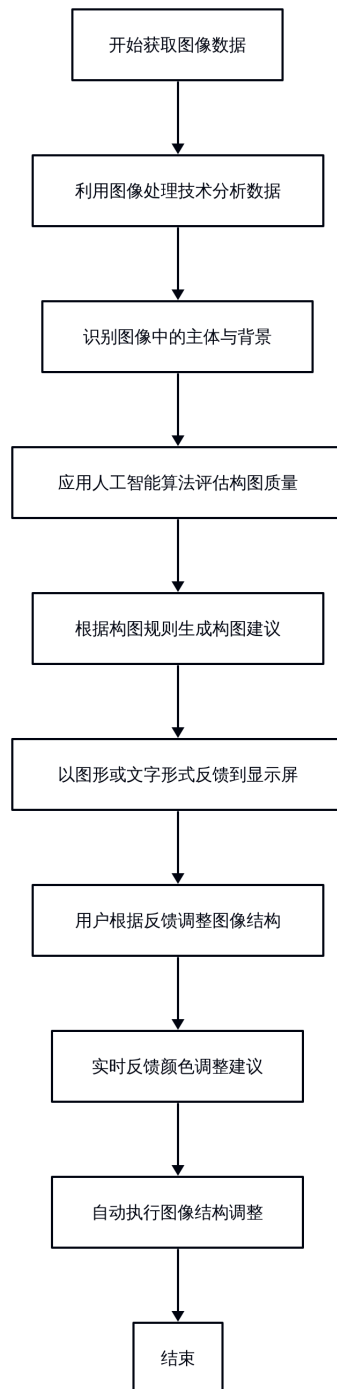 开始获取图像数据
利用图像处理技术分析数据
识别图像中的主体与背景
应用人工智能算法评估构图质量
根据构图规则生成构图建议
以图形或文字形式反馈到显示屏
用户根据反馈调整图像结构
实时反馈颜色调整建议
自动执行图像结构调整
结束